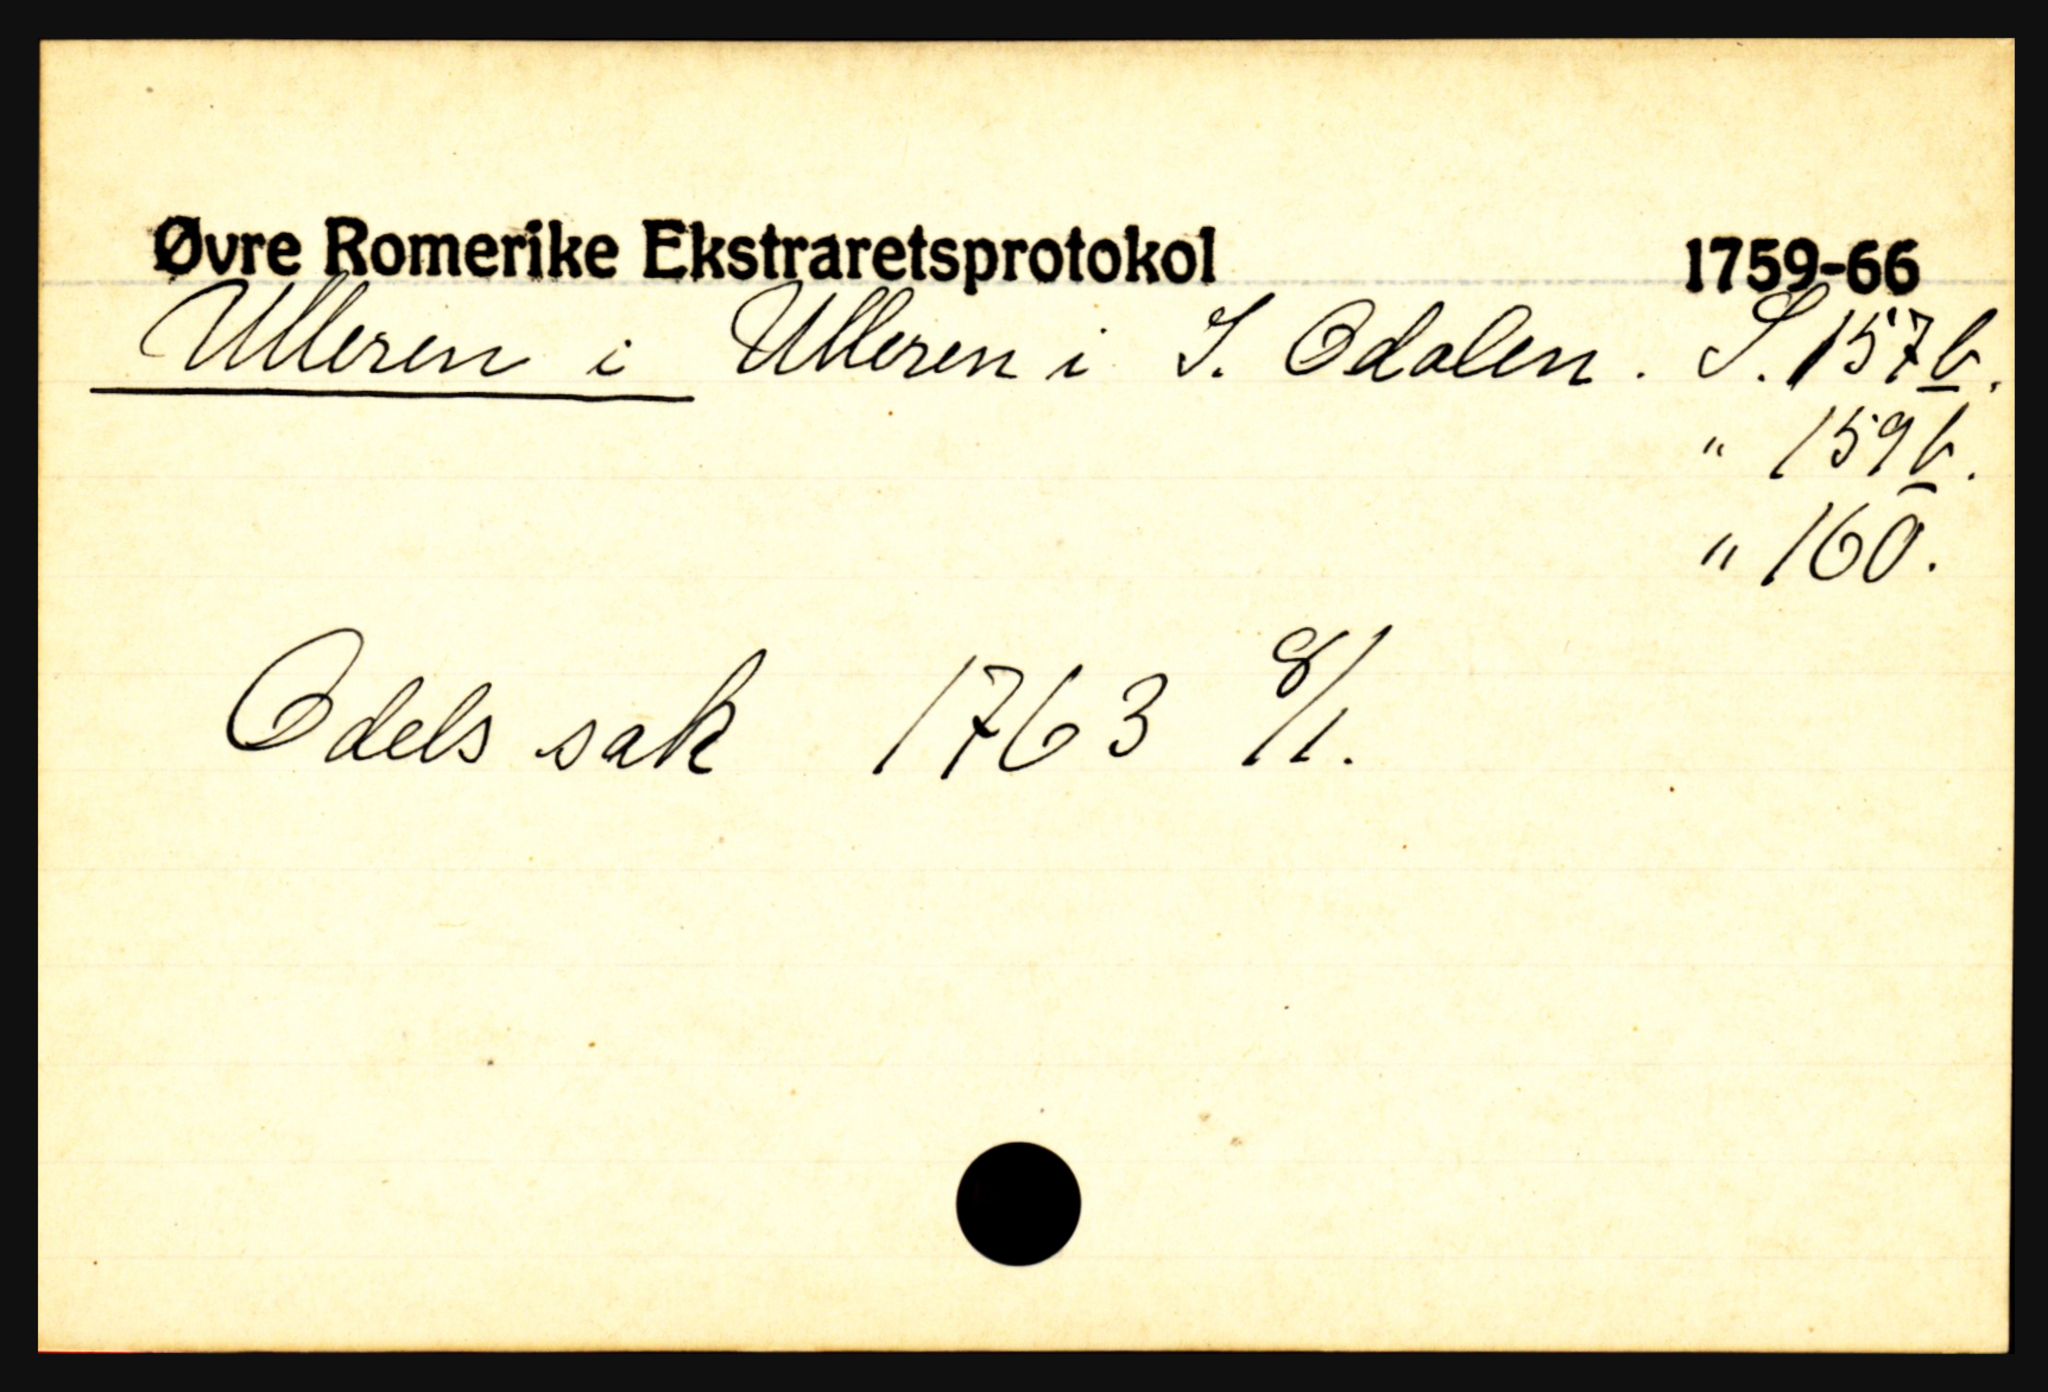 Øvre Romerike Ekstraretsprotokol 1759-66
Ulleren i Ulleren i S. Odalen. S. 157b.
" 159b.
" 160.
Odels sak 1763 8/1.